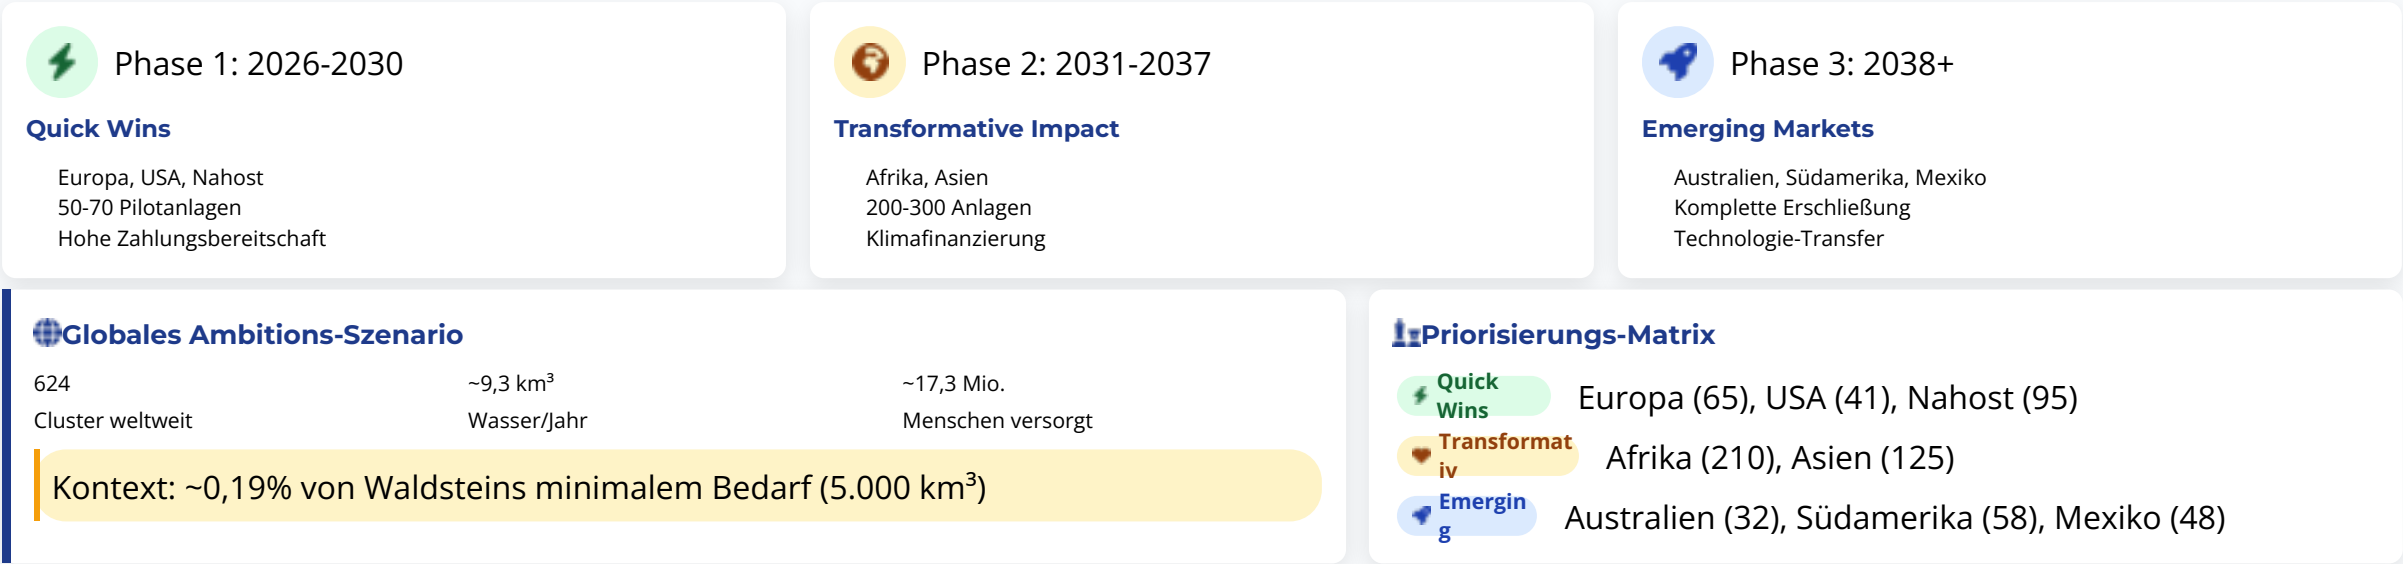 Phase 1: 2026-2030
Quick Wins
Europa, USA, Nahost
50-70 Pilotanlagen
Hohe Zahlungsbereitschaft
Phase 2: 2031-2037
Transformative Impact
Afrika, Asien
200-300 Anlagen
Klimafinanzierung
Phase 3: 2038+
Emerging Markets
Australien, Südamerika, Mexiko
Komplette Erschließung
Technologie-Transfer
Globales Ambitions-Szenario
624
Cluster weltweit
~9,3 km³
Wasser/Jahr
~17,3 Mio.
Menschen versorgt
Kontext: ~0,19% von Waldsteins minimalem Bedarf (5.000 km³)
Priorisierungs-Matrix
Quick
Wins
Europa (65), USA (41), Nahost (95)
Transformat
iv
Afrika (210), Asien (125)
Emergin
g
Australien (32), Südamerika (58), Mexiko (48)